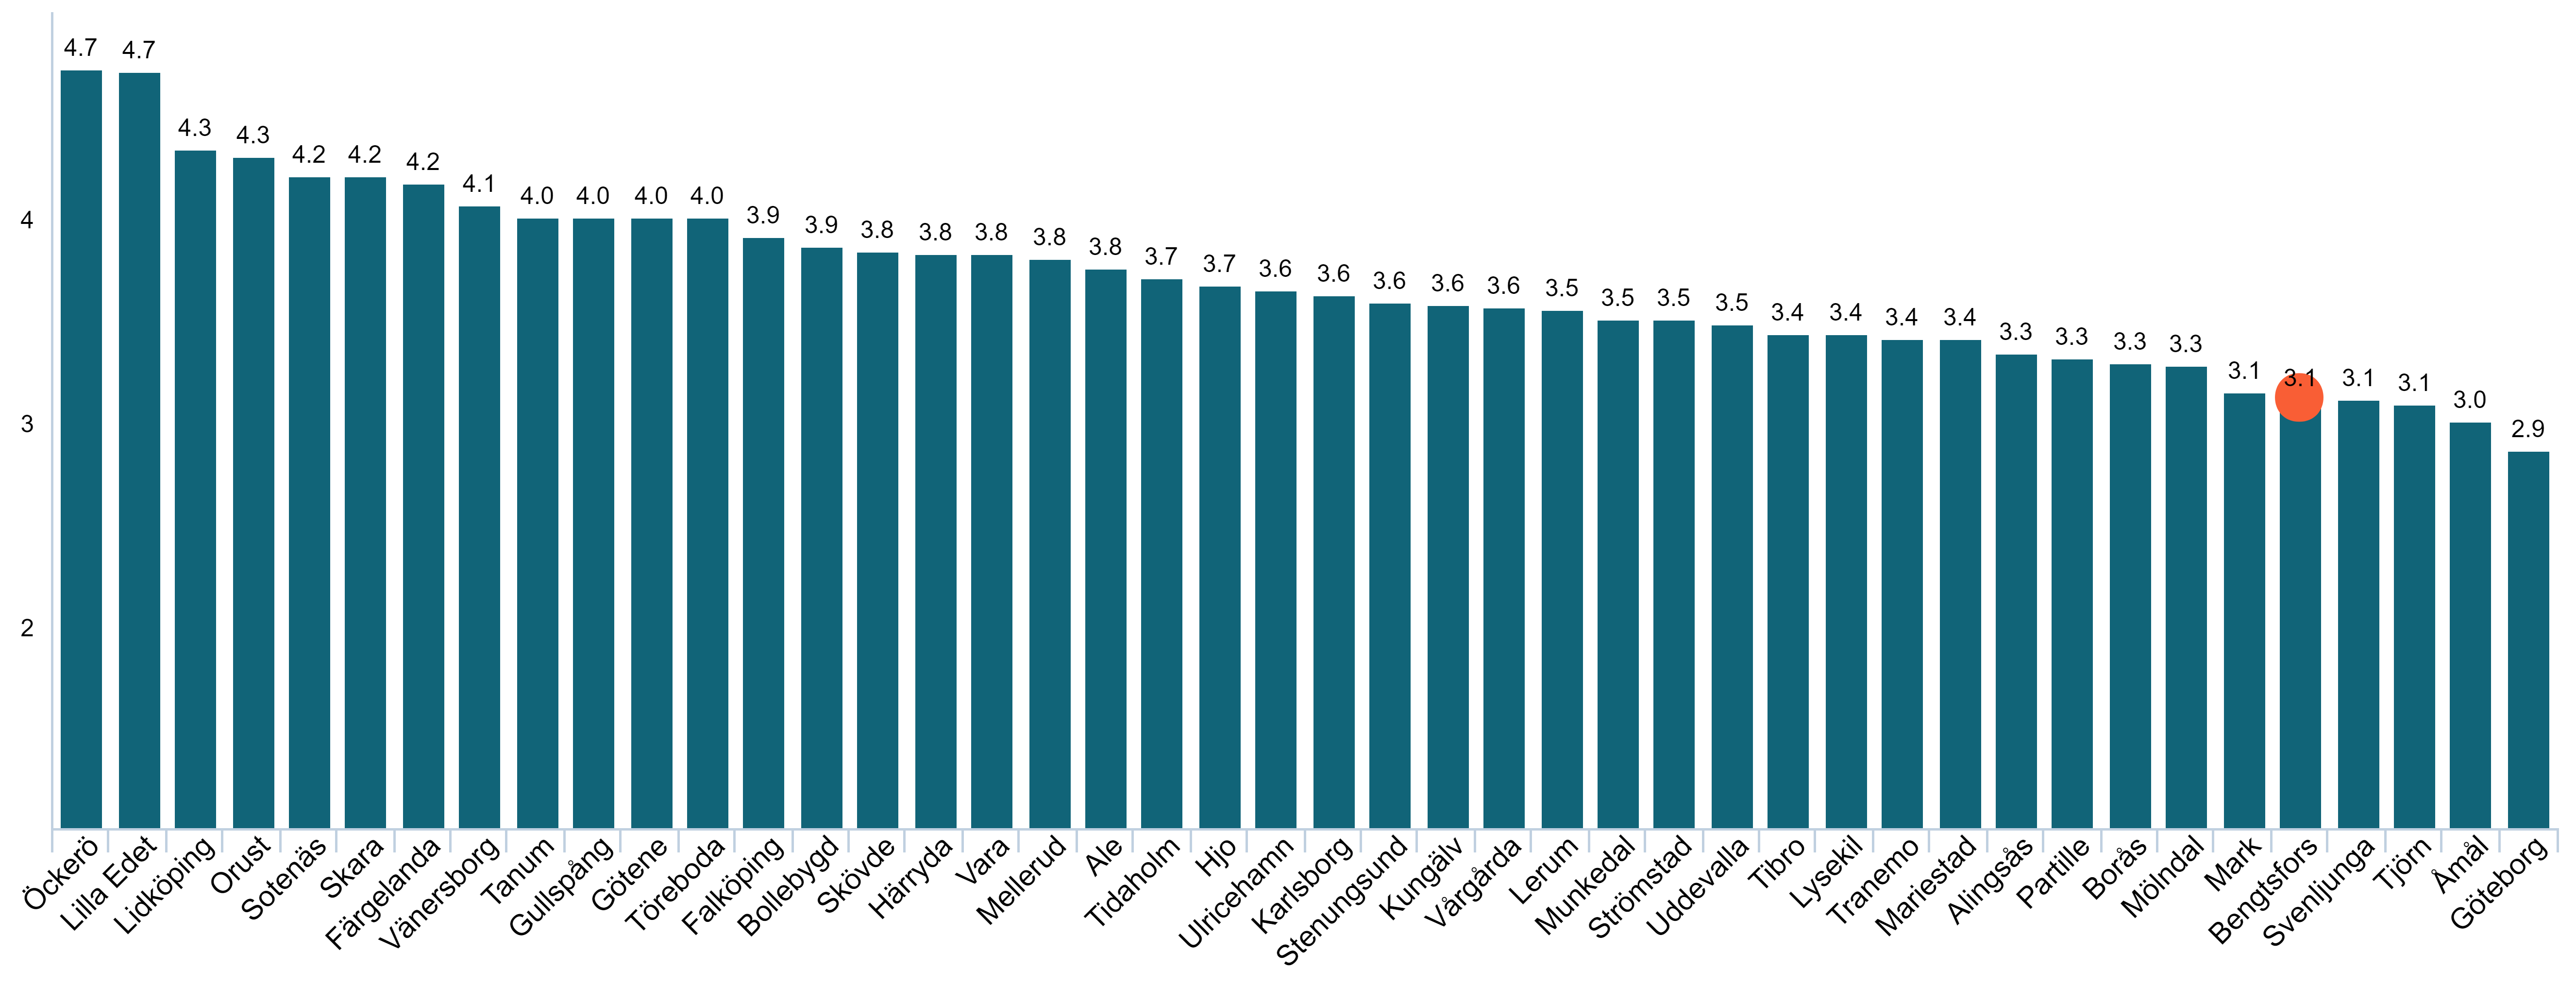 4.7 4.7 4.3 4.3 4.2 4.2 4.2 4.1 4.0 4.0 4.0 4.0 3.9 3.9 3.8 3.8 3.8 3.8 3.8 3.7 3.7 3.6 3.6 3.6 3.6 3.6 3.5 3.5 3.5 3.5 3.4 3.4 3.4 3.4 3.3 3.3 3.3 3.3 3.1 3.1 3.1 3.1 3.0 2.9
4
3
2
Öckerö
Lilla Edet
Lidköping
Orust
Sotenäs
Skara
Färgelanda
Vänersborg
Tanum
Gullspång
Götene
Töreboda
Falköping
Bollebygd
Skövde
Härryda
Vara
Mellerud
Ale
Tidaholm
Hjo
Ulricehamn
Karlsborg
Stenungsund
Kungälv
Vårgårda
Lerum
Munkedal
Strömstad
Uddevalla
Tibro
Lysekil
Tranemo
Mariestad
Alingsås
Partille
Borås
Mölndal
Mark
Bengtsfors
Svenljunga
Tjörn
Åmål
Göteborg